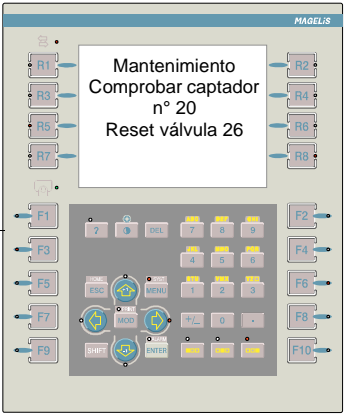 MAGELiS
R1
Mantenimiento
R2
R3
Comprobar captador
R4
n° 20
R5
Reset válvula 26
R6
R7
R8
F1
F2
?
DEL
7
8
9
F3
F4
4
5
6
F5
HOME
ESC
MENU
1
2
3
F6
F7
MOD
+/_
0
.
F8
F9
SHIFT
ENTER
F10